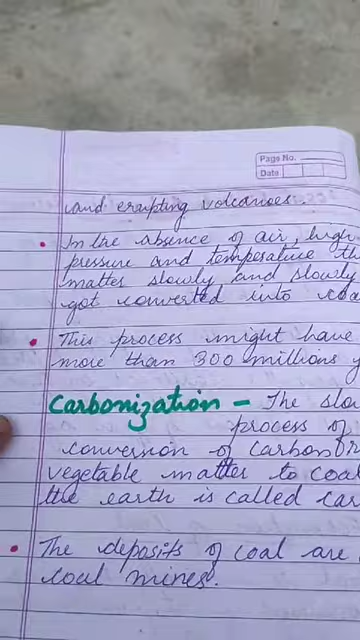 Page No.
Date
and erupting volcanoes.
• In the absence of air, high
pressure and temperature
matter slowly and slowly
got converted into
• This process might have
more than 300 millions
Carbonization - The
process of
conversion of
vegetable matter to coal
the earth is called
• The deposits of coal are
coal mines.